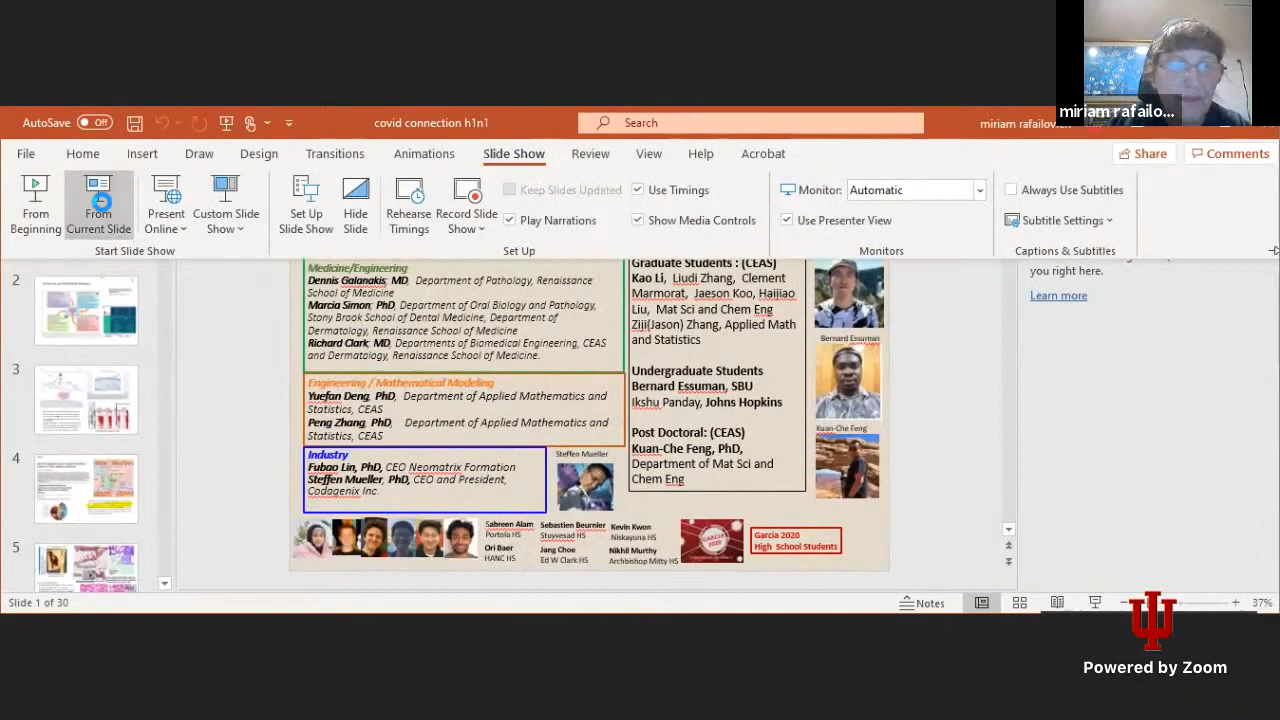 miriam rafailo...
AutoSave Off
covid connection h1n1
Search
miriam rafailovich
File Home Insert Draw Design Transitions Animations Slide Show Review View Help Acrobat
Share Comments
From Beginning
From Current Slide
Present Online
Custom Slide Show
Set Up Slide Show
Hide Slide
Rehearse Timings
Record Slide Show
Keep Slides Updated
Play Narrations
Use Timings
Show Media Controls
Monitor: Automatic
Use Presenter View
Always Use Subtitles
Subtitle Settings
Start Slide Show
Set Up
Monitors
Captions & Subtitles
2
3
4
5
Medicine/Engineering
Dennis Galanakis, MD, Department of Pathology, Renaissance
School of Medicine
Marcia Simon, PhD, Department of Oral Biology and Pathology,
Stony Brook School of Dental Medicine, Department of
Dermatology, Renaissance School of Medicine
Richard Clark, MD, Departments of Biomedical Engineering, CEAS
and Dermatology, Renaissance School of Medicine.
Engineering / Mathematical Modeling
Yuefan Deng, PhD, Department of Applied Mathematics and
Statistics, CEAS
Peng Zhang, PhD, Department of Applied Mathematics and
Statistics, CEAS
Industry
Fubao Lin, PhD, CEO Neomatrix Formation
Steffen Mueller, PhD, CEO and President,
Codagenix Inc.
Steffen Mueller
Graduate Students : (CEAS)
Kao Li, Liudi Zhang, Clement
Marmorat, Jaeson Koo, Haijiao
Liu, Mat Sci and Chem Eng
Ziji(Jason) Zhang, Applied Math
and Statistics
Undergraduate Students
Bernard Essuman, SBU
Ikshu Panday, Johns Hopkins
Post Doctoral: (CEAS)
Kuan-Che Feng, PhD,
Department of Mat Sci and
Chem Eng
Bernard Essuman
Kuan-Che Feng
Sabreen Alam
Portola HS
Ori Baer
HANC HS
Sebastien Beurnier
Stuyvesad HS
Jang Choe
Ed W Clark HS
Kevin Kwon
Niskayuna HS
Nikhil Murthy
Archbishop Mitty HS
GARCIA
2020
Garcia 2020
High School Students
you right here.
Learn more
Slide 1 of 30
Notes
37%
Powered by Zoom